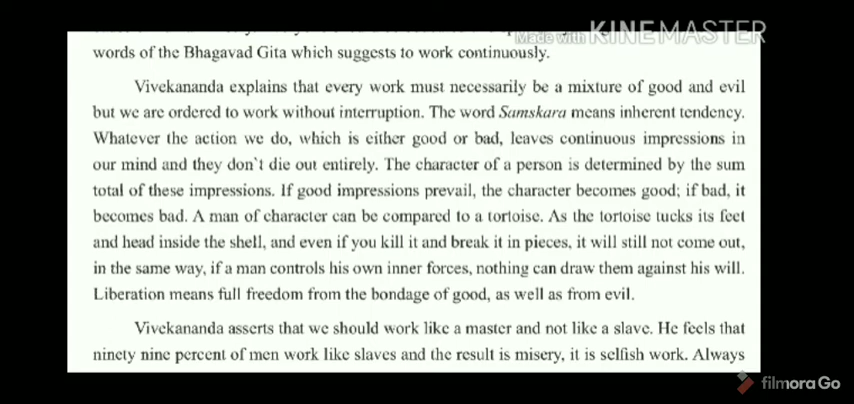 Made with KINEMASTER
words of the Bhagavad Gita which suggests to work continuously.
Vivekananda explains that every work must necessarily be a mixture of good and evil
but we are ordered to work without interruption. The word Samskara means inherent tendency.
Whatever the action we do, which is either good or bad, leaves continuous impressions in
our mind and they don`t die out entirely. The character of a person is determined by the sum
total of these impressions. If good impressions prevail, the character becomes good; if bad, it
becomes bad. A man of character can be compared to a tortoise. As the tortoise tucks its feet
and head inside the shell, and even if you kill it and break it in pieces, it will still not come out,
in the same way, if a man controls his own inner forces, nothing can draw them against his will.
Liberation means full freedom from the bondage of good, as well as from evil.
Vivekananda asserts that we should work like a master and not like a slave. He feels that
ninety nine percent of men work like slaves and the result is misery, it is selfish work. Always
filmora Go